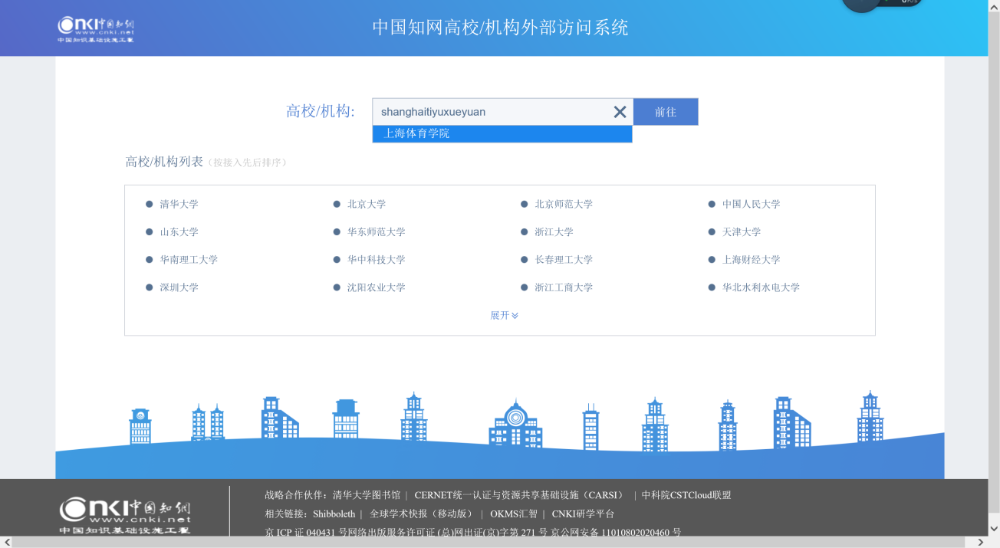 CNKI中国知网
www.cnki.net
中国知识基础设施工程
中国知网高校/机构外部访问系统
高校/机构:
shanghaitiyuxueyuan
前往
上海体育学院
高校/机构列表（按接入先后排序）
清华大学 北京大学 北京师范大学 中国人民大学
山东大学 华东师范大学 浙江大学 天津大学
华南理工大学 华中科技大学 长春理工大学 上海财经大学
深圳大学 沈阳农业大学 浙江工商大学 华北水利水电大学
展开
CNKI中国知网
www.cnki.net
中国知识基础设施工程
战略合作伙伴：清华大学图书馆 | CERNET统一认证与资源共享基础设施（CARSI） | 中科院CSTCloud联盟
相关链接：Shibboleth | 全球学术快报（移动版） | OKMS汇智 | CNKI研学平台
京 ICP 证 040431 号网络出版服务许可证 (总)网出证(京)字第 271 号 京公网安备 11010802020460 号